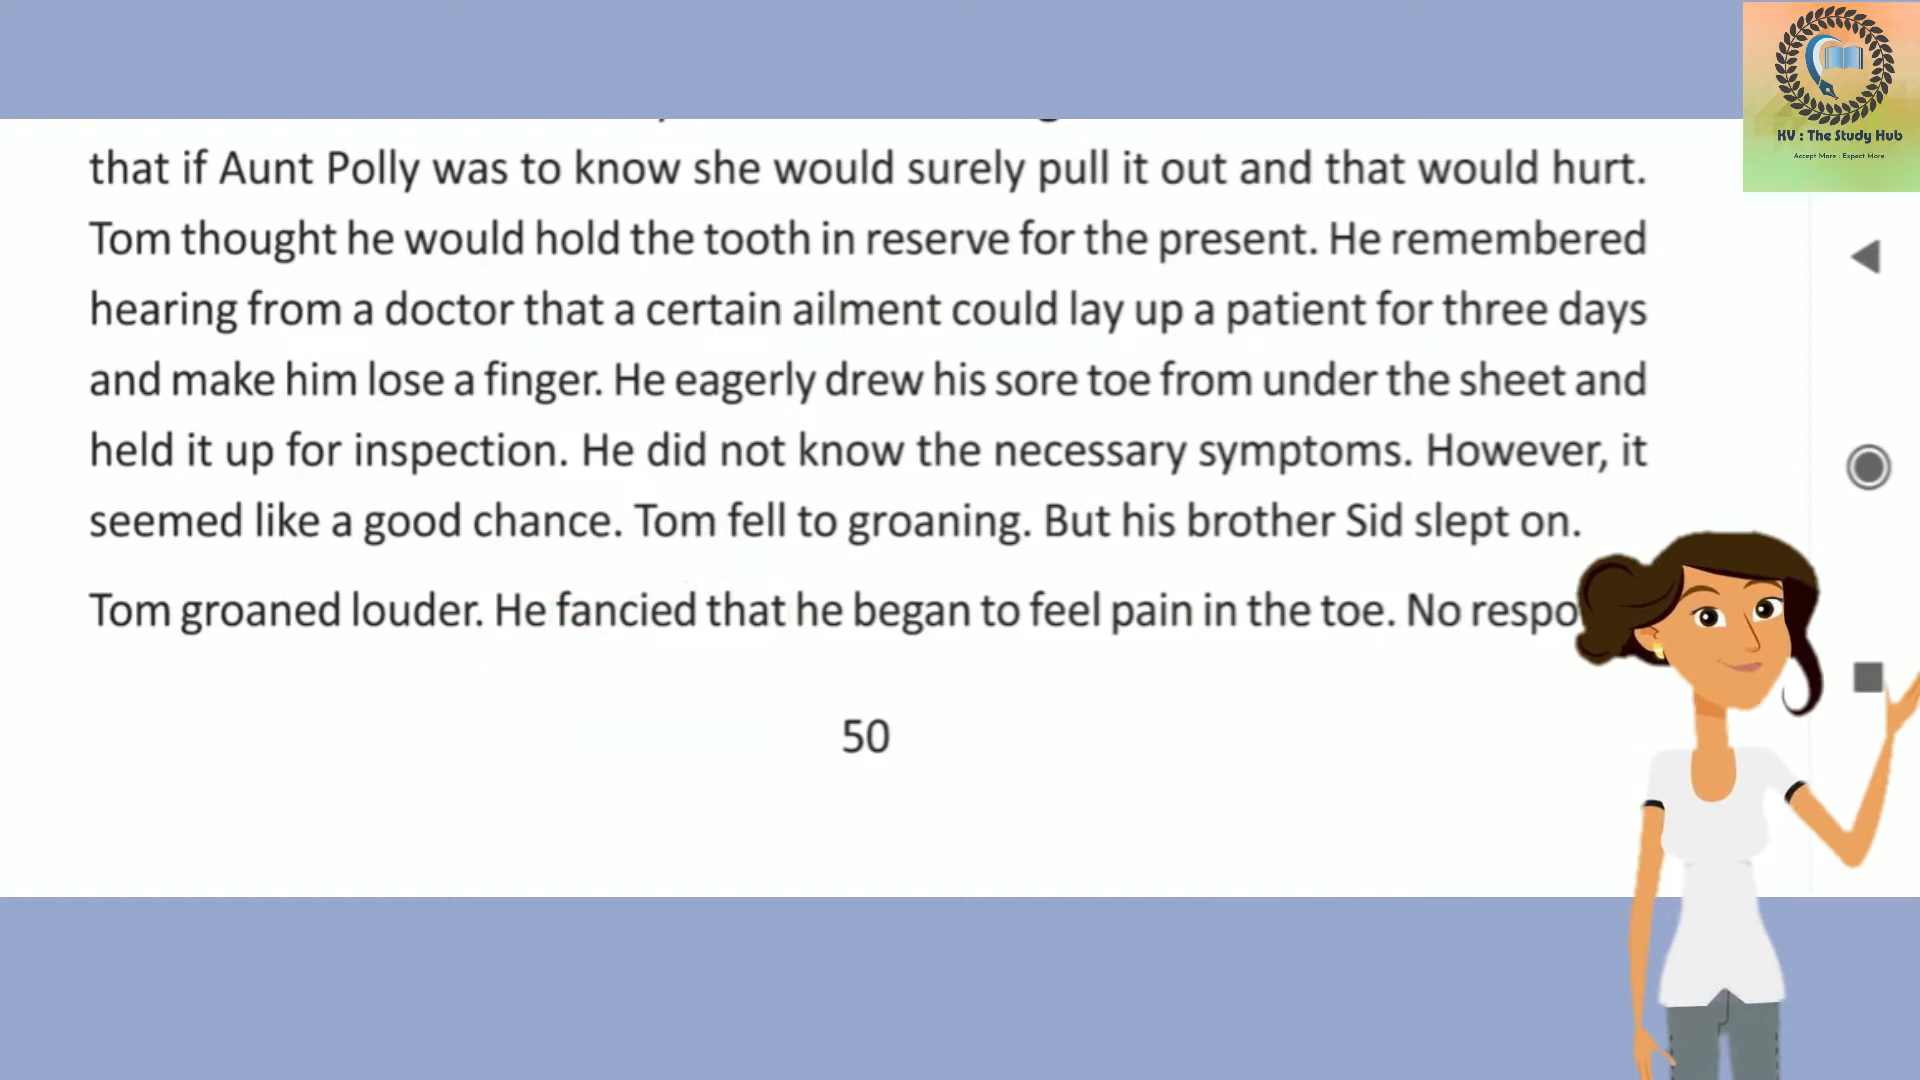 KV : The Study Hub
Accept More : Expect More
that if Aunt Polly was to know she would surely pull it out and that would hurt.
Tom thought he would hold the tooth in reserve for the present. He remembered
hearing from a doctor that a certain ailment could lay up a patient for three days
and make him lose a finger. He eagerly drew his sore toe from under the sheet and
held it up for inspection. He did not know the necessary symptoms. However, it
seemed like a good chance. Tom fell to groaning. But his brother Sid slept on.
Tom groaned louder. He fancied that he began to feel pain in the toe. No respo
50